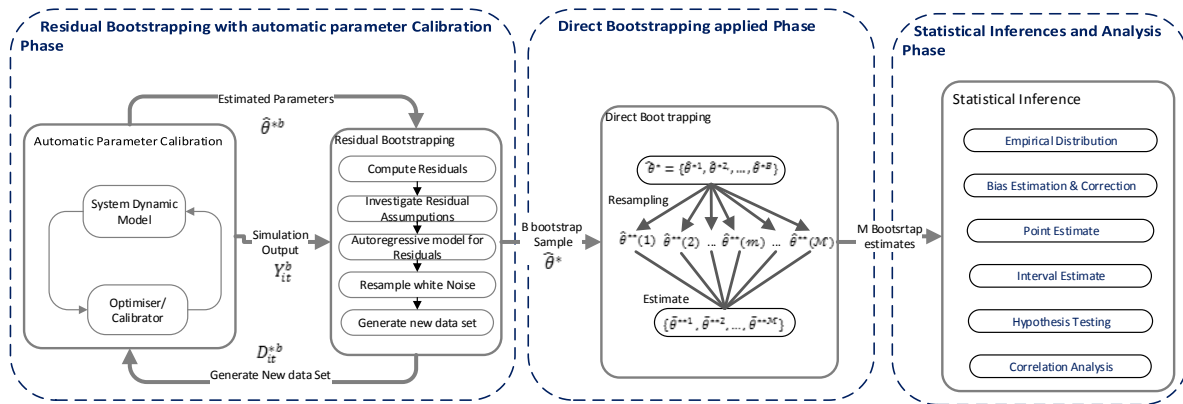 Residual Bootstrapping with automatic parameter Calibration
Phase
Estimated Parameters
θ̂*ᵇ
Automatic Parameter Calibration
System Dynamic
Model
Optimiser/
Calibrator
Simulation
Output
Yᵢₜᵇ
Residual Bootstrapping
Compute Residuals
Investigate Residual
Assumputions
Autoregressive model for
Residuals
Resample white Noise
Generate new data set
Dᵢₜ*ᵇ
Generate New data Set
B bootstrap
Sample
θ̂*
Direct Bootstrapping applied Phase
Direct Boot trapping
θ̂* = {θ̂*¹, θ̂*², ..., θ̂*ᴮ}
Resampling
θ̂**(1) θ̂**(2) ... θ̂**(m) ... θ̂**(ℳ)
Estimate
{θ̄**¹, θ̄**², ..., θ̄**ᴹ}
M Bootsrtap
estimates
Statistical Inferences and Analysis
Phase
Statistical Inference
Empirical Distribution
Bias Estimation & Correction
Point Estimate
Interval Estimate
Hypothesis Testing
Correlation Analysis